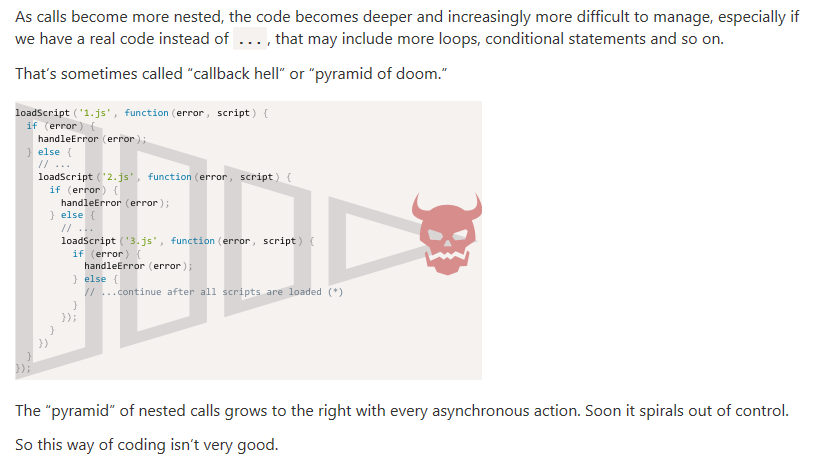 As calls become more nested, the code becomes deeper and increasingly more difficult to manage, especially if
we have a real code instead of ... , that may include more loops, conditional statements and so on.
That's sometimes called “callback hell” or “pyramid of doom.”
loadScript('1.js', function(error, script) {
  if (error) {
    handleError(error);
  } else {
    // ...
    loadScript('2.js', function(error, script) {
      if (error) {
        handleError(error);
      } else {
        // ...
        loadScript('3.js', function(error, script) {
          if (error) {
            handleError(error);
          } else {
            // ...continue after all scripts are loaded (*)
          }
        });
      }
    })
  }
});
The “pyramid” of nested calls grows to the right with every asynchronous action. Soon it spirals out of control.
So this way of coding isn't very good.